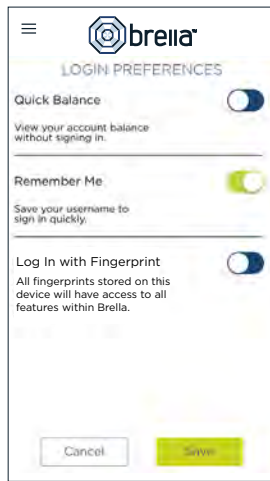 brella
LOGIN PREFERENCES
Quick Balance
View your account balance
without signing in.
Remember Me
Save your username to
sign in quickly.
Log In with Fingerprint
All fingerprints stored on this
device will have access to all
features within Brella.
Cancel
Save